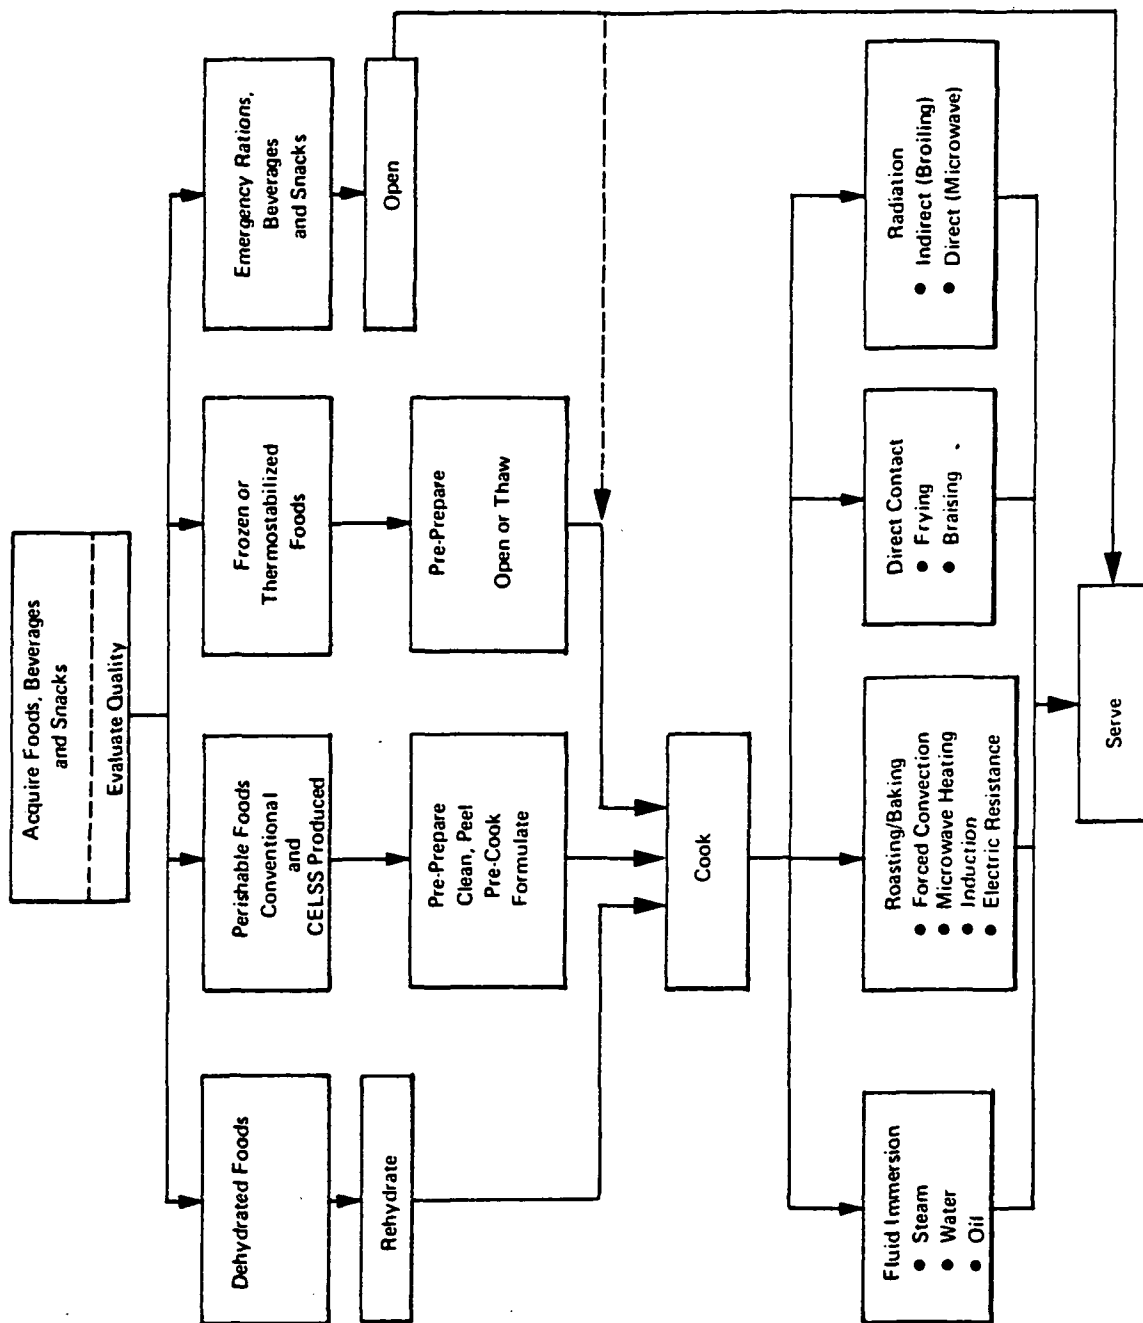 Acquire Foods, Beverages
and Snacks
Evaluate Quality
Dehydrated Foods
Rehydrate
Perishable Foods
Conventional
and
CELSS Produced
Pre-Prepare
Clean, Peel
Pre-Cook
Formulate
Frozen or
Thermostabilized
Foods
Pre-Prepare
Open or Thaw
Emergency Rations,
Beverages
and Snacks
Open
Cook
Fluid Immersion
● Steam
● Water
● Oil
Roasting/Baking
● Forced Convection
● Microwave Heating
● Induction
● Electric Resistance
Direct Contact
● Frying
● Braising
Radiation
● Indirect (Broiling)
● Direct (Microwave)
Serve